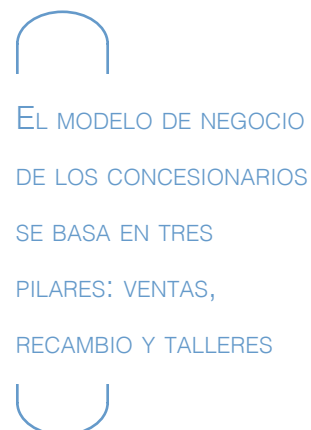 El modelo de negocio
de los concesionarios
se basa en tres
pilares: ventas,
recambio y talleres